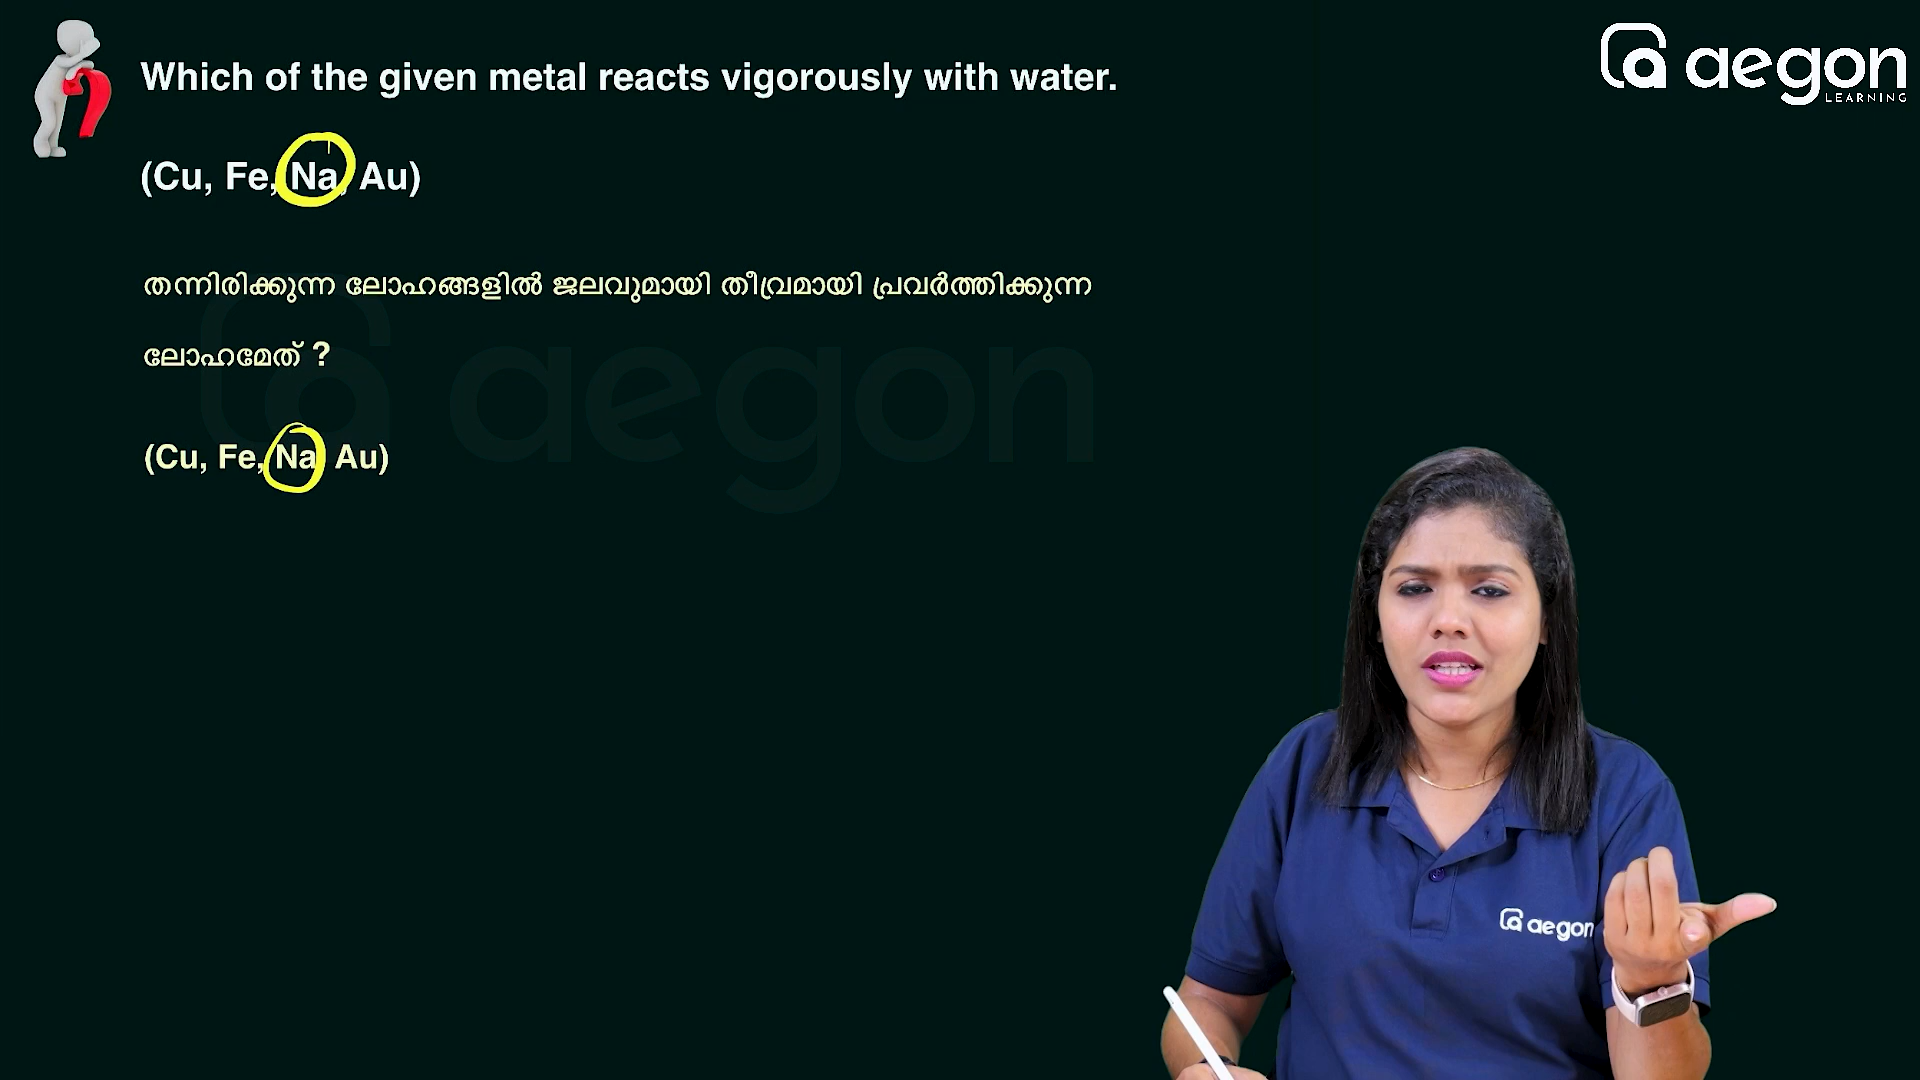 Which of the given metal reacts vigorously with water.
aegon
LEARNING
(Cu, Fe, Na, Au)
തന്നിരിക്കുന്ന ലോഹങ്ങളിൽ ജലവുമായി തീവ്രമായി പ്രവർത്തിക്കുന്ന
ലോഹമേത് ?
aegon
(Cu, Fe, Na, Au)
aegon